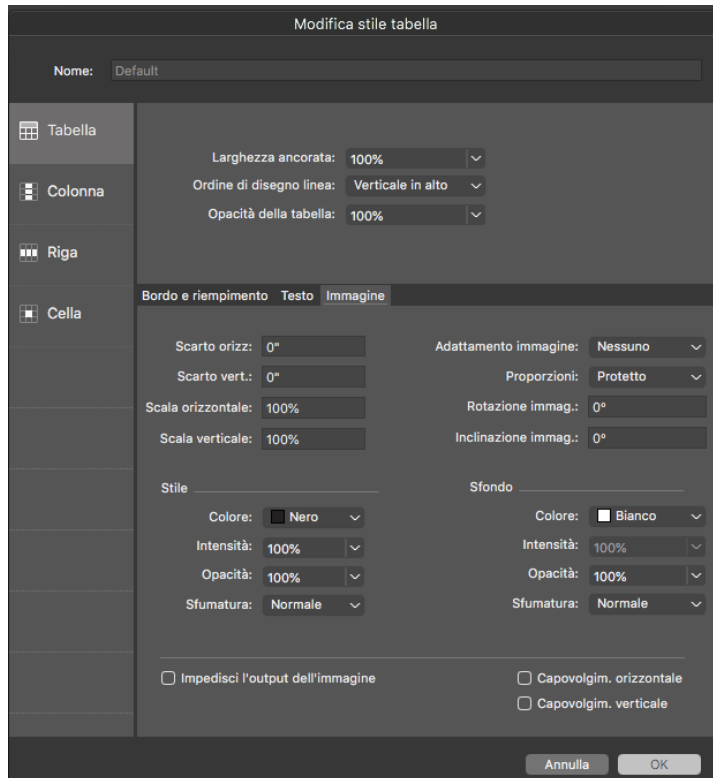 Modifica stile tabella
Nome: Default
Tabella
Colonna
Riga
Cella
Larghezza ancorata: 100%
Ordine di disegno linea: Verticale in alto
Opacità della tabella: 100%
Bordo e riempimento Testo Immagine
Scarto orizz: 0" Adattamento immagine: Nessuno
Scarto vert.: 0" Proporzioni: Protetto
Scala orizzontale: 100% Rotazione immag.: 0°
Scala verticale: 100% Inclinazione immag.: 0°
Stile Sfondo
Colore: Nero Colore: Bianco
Intensità: 100% Intensità: 100%
Opacità: 100% Opacità: 100%
Sfumatura: Normale Sfumatura: Normale
Impedisci l'output dell'immagine Capovolgim. orizzontale
Capovolgim. verticale
Annulla OK